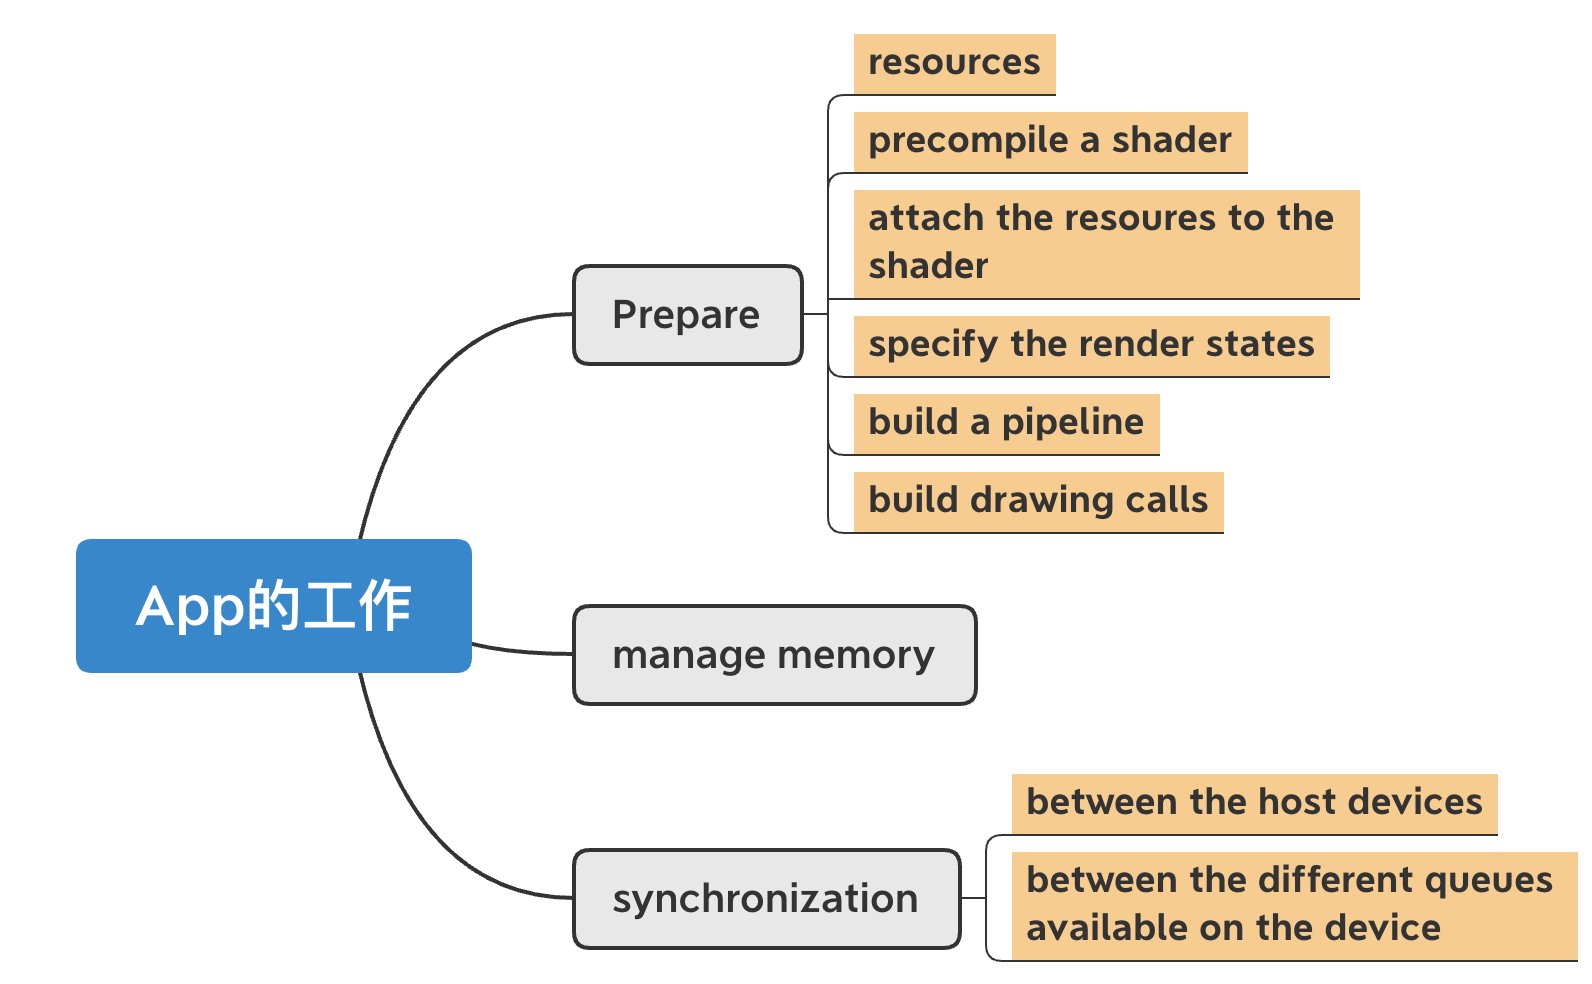 resources
precompile a shader
attach the resoures to the
shader
Prepare
specify the render states
build a pipeline
build drawing calls
App的工作
manage memory
between the host devices
synchronization
between the different queues
available on the device